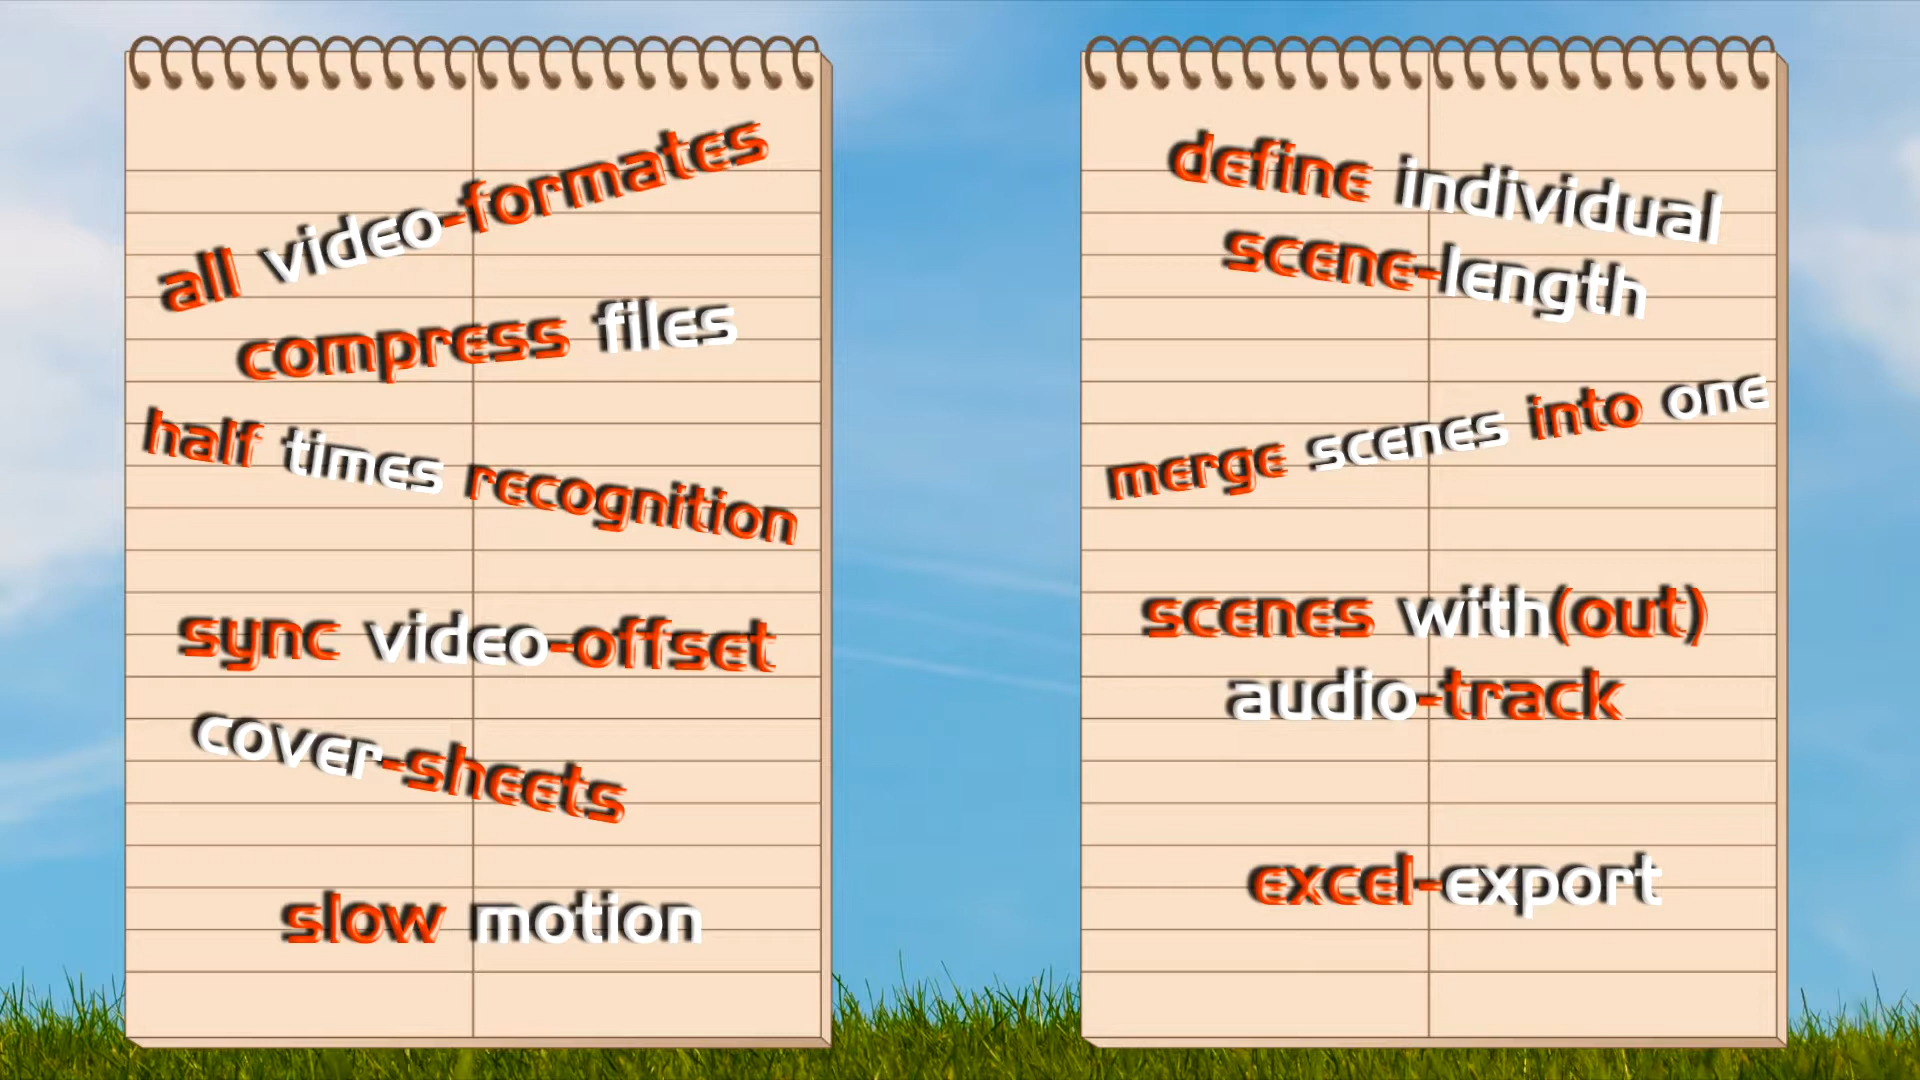 all video-formates
compress files
half times recognition
sync video-offset
cover-sheets
slow motion
define individual
scene-length
merge scenes into one
scenes with(out)
audio-track
excel-export